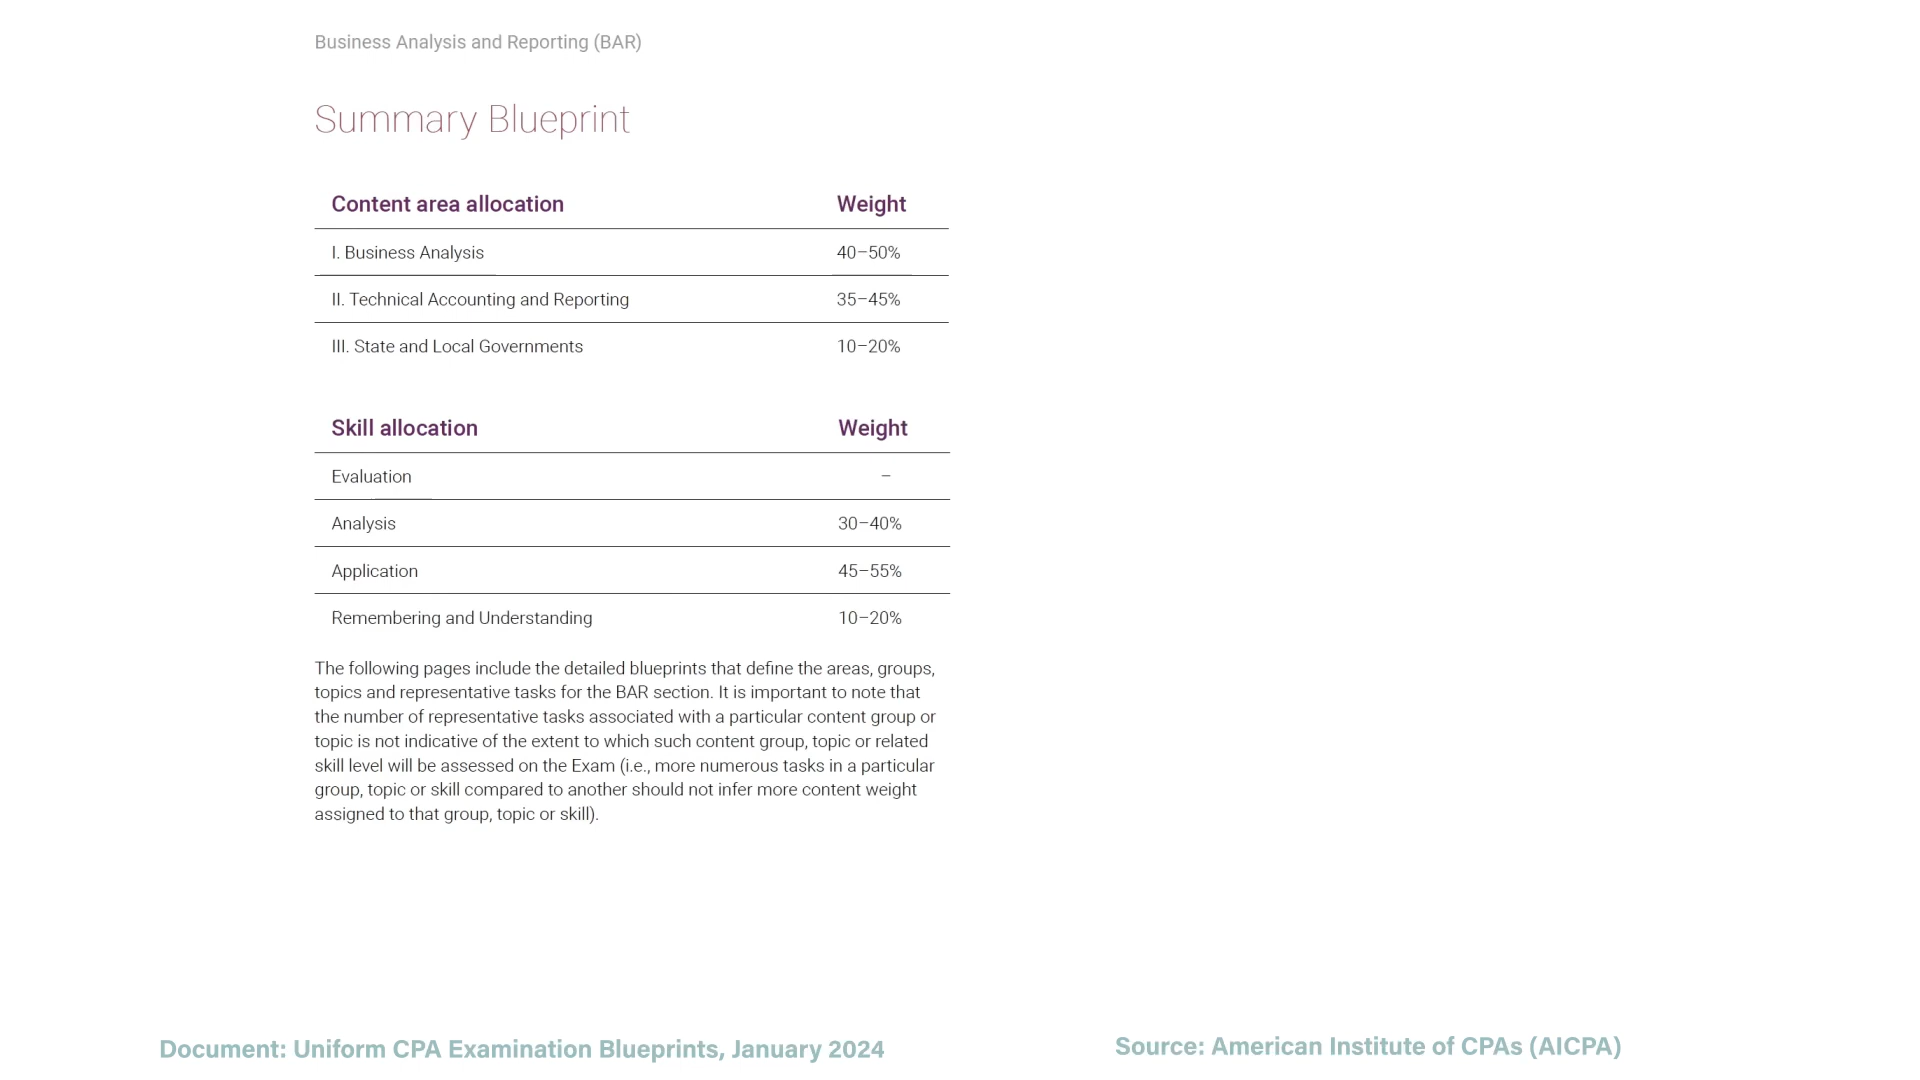 Business Analysis and Reporting (BAR)
Summary Blueprint
Content area allocation Weight
I. Business Analysis 40–50%
II. Technical Accounting and Reporting 35–45%
III. State and Local Governments 10–20%
Skill allocation Weight
Evaluation –
Analysis 30–40%
Application 45–55%
Remembering and Understanding 10–20%
The following pages include the detailed blueprints that define the areas, groups,
topics and representative tasks for the BAR section. It is important to note that
the number of representative tasks associated with a particular content group or
topic is not indicative of the extent to which such content group, topic or related
skill level will be assessed on the Exam (i.e., more numerous tasks in a particular
group, topic or skill compared to another should not infer more content weight
assigned to that group, topic or skill).
Document: Uniform CPA Examination Blueprints, January 2024
Source: American Institute of CPAs (AICPA)